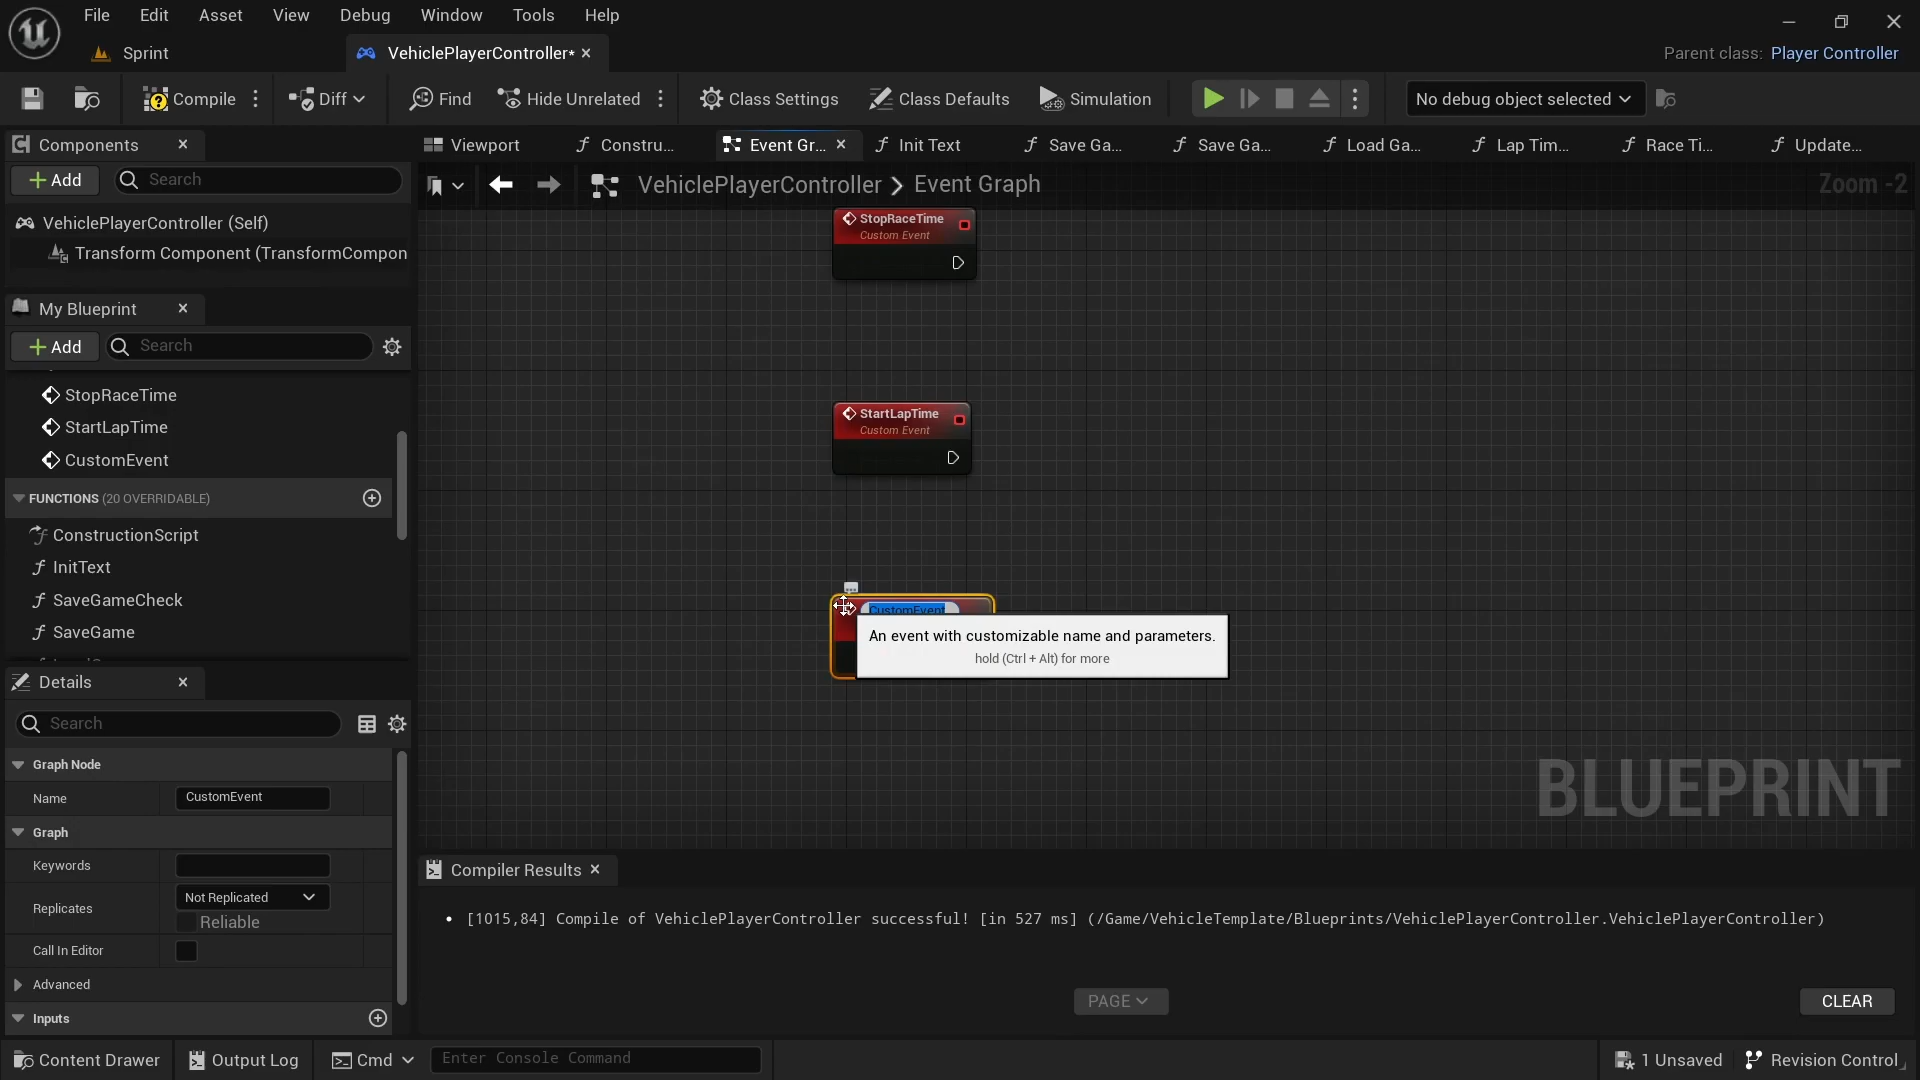 File Edit Asset View Debug Window Tools Help
Sprint
VehiclePlayerController*
Parent class: Player Controller
Compile
Diff
Find
Hide Unrelated
Class Settings
Class Defaults
Simulation
No debug object selected
Components
Viewport
Constru...
Event Gr...
Init Text
Save Ga...
Save Ga...
Load Ga...
Lap Tim...
Race Ti...
Update...
+ Add
Search
VehiclePlayerController > Event Graph
Zoom -2
VehiclePlayerController (Self)
Transform Component (TransformCompon
My Blueprint
+ Add
Search
StopRaceTime
StartLapTime
CustomEvent
FUNCTIONS (20 OVERRIDABLE)
ConstructionScript
InitText
SaveGameCheck
SaveGame
StopRaceTime
Custom Event
StartLapTime
Custom Event
CustomEvent
An event with customizable name and parameters.
hold (Ctrl + Alt) for more
BLUEPRINT
Details
Search
Graph Node
Name
CustomEvent
Graph
Keywords
Replicates
Not Replicated
Reliable
Call In Editor
Advanced
Inputs
Compiler Results
• [1015,84] Compile of VehiclePlayerController successful! [in 527 ms] (/Game/VehicleTemplate/Blueprints/VehiclePlayerController.VehiclePlayerController)
PAGE
CLEAR
Content Drawer
Output Log
Cmd
Enter Console Command
1 Unsaved
Revision Control